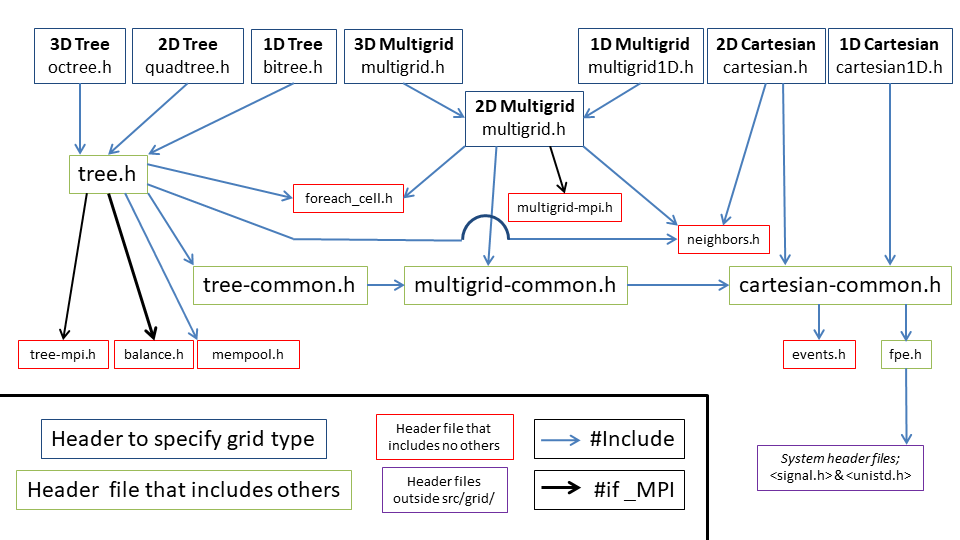 3D Tree
octree.h
2D Tree
quadtree.h
1D Tree
bitree.h
3D Multigrid
multigrid.h
1D Multigrid
multigrid1D.h
2D Cartesian
cartesian.h
1D Cartesian
cartesian1D.h
2D Multigrid
multigrid.h
tree.h
foreach_cell.h
multigrid-mpi.h
neighbors.h
tree-common.h
multigrid-common.h
cartesian-common.h
tree-mpi.h
balance.h
mempool.h
events.h
fpe.h
System header files;
<signal.h> & <unistd.h>
Header to specify grid type
Header file that
includes no others
#Include
Header file that includes others
Header files
outside src/grid/
#if _MPI